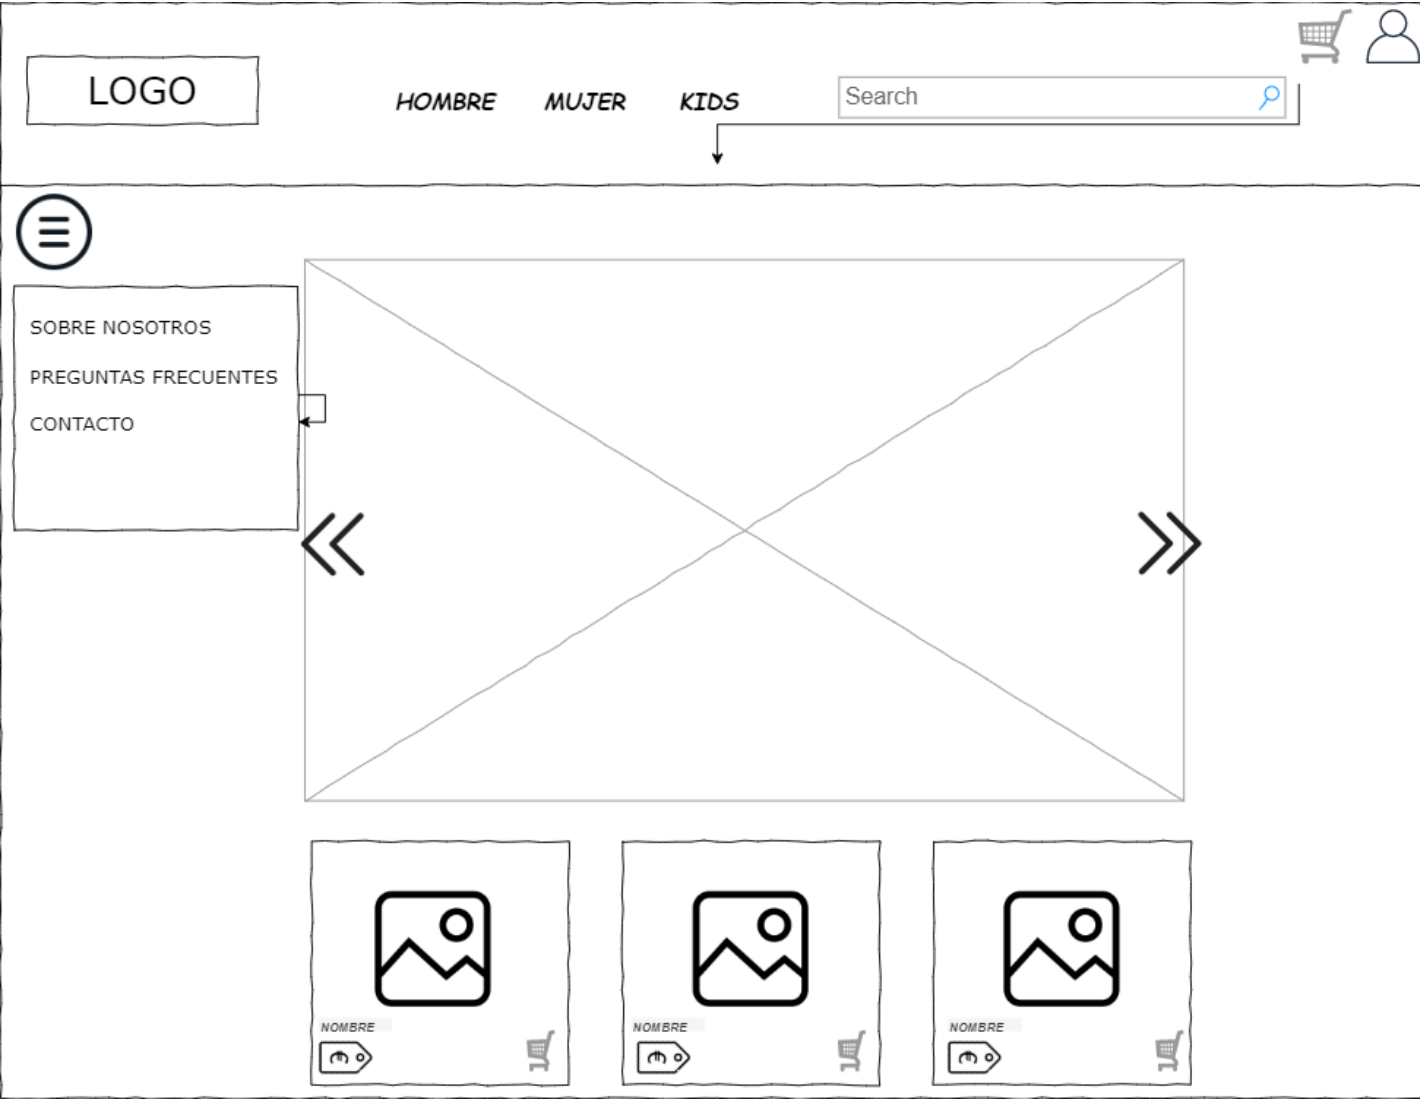 LOGO
HOMBRE MUJER KIDS
Search
SOBRE NOSOTROS
PREGUNTAS FRECUENTES
CONTACTO
NOMBRE NOMBRE NOMBRE
€ € €